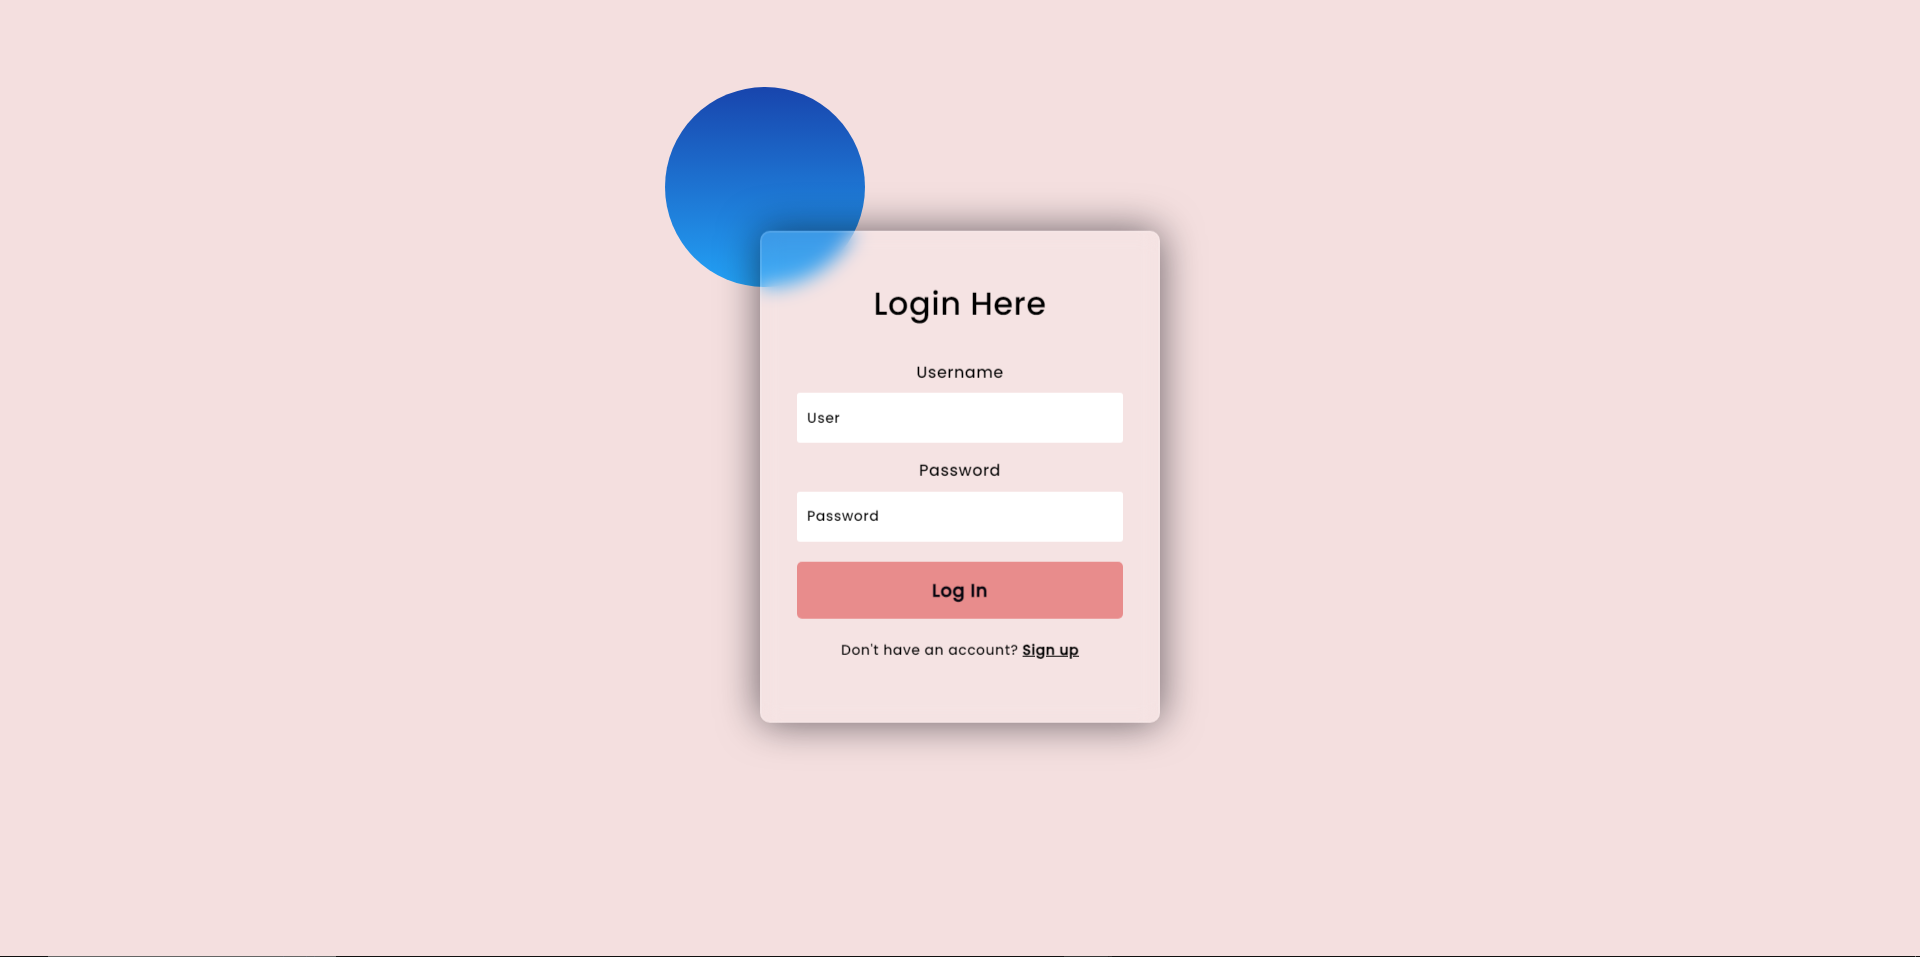 Login Here
Username
User
Password
Password
Log In
Don't have an account? Sign up